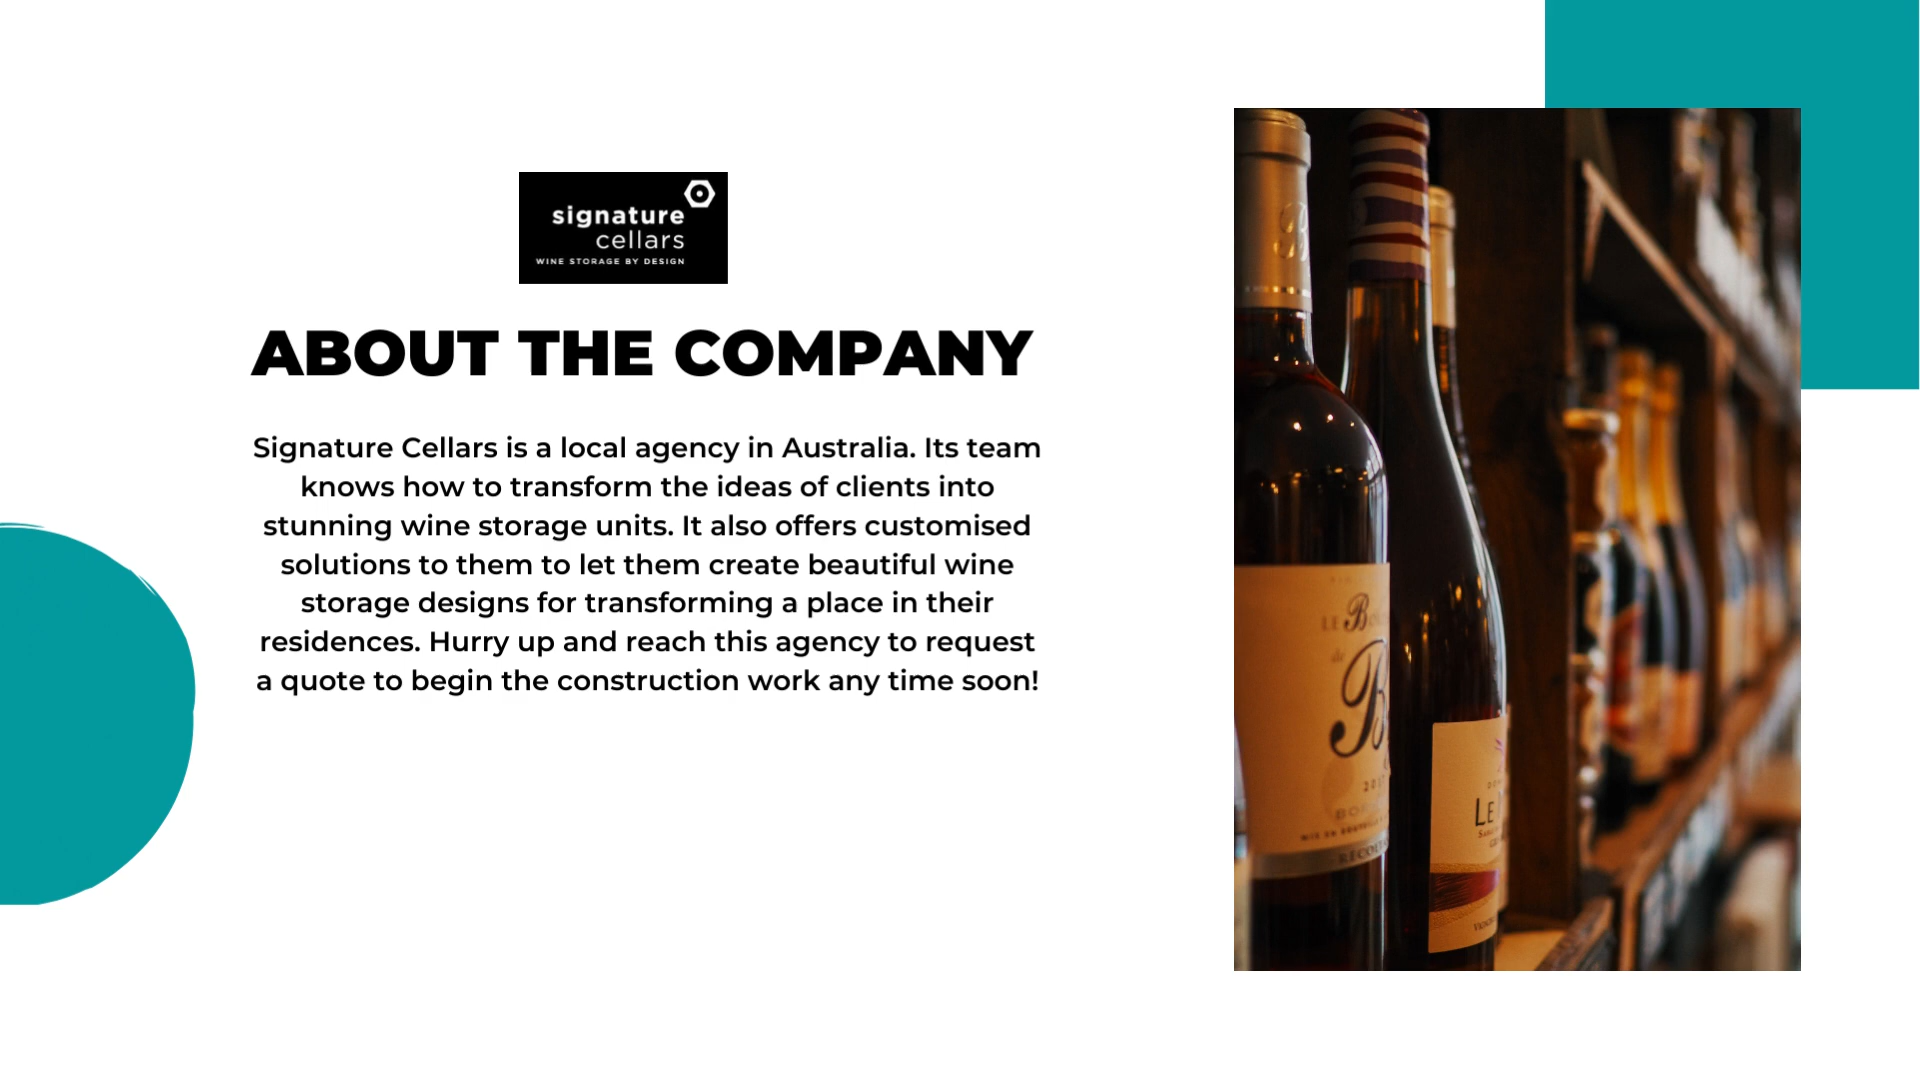 signature
cellars
WINE STORAGE BY DESIGN
ABOUT THE COMPANY
Signature Cellars is a local agency in Australia. Its team
knows how to transform the ideas of clients into
stunning wine storage units. It also offers customised
solutions to them to let them create beautiful wine
storage designs for transforming a place in their
residences. Hurry up and reach this agency to request
a quote to begin the construction work any time soon!
LE
de
B
LE